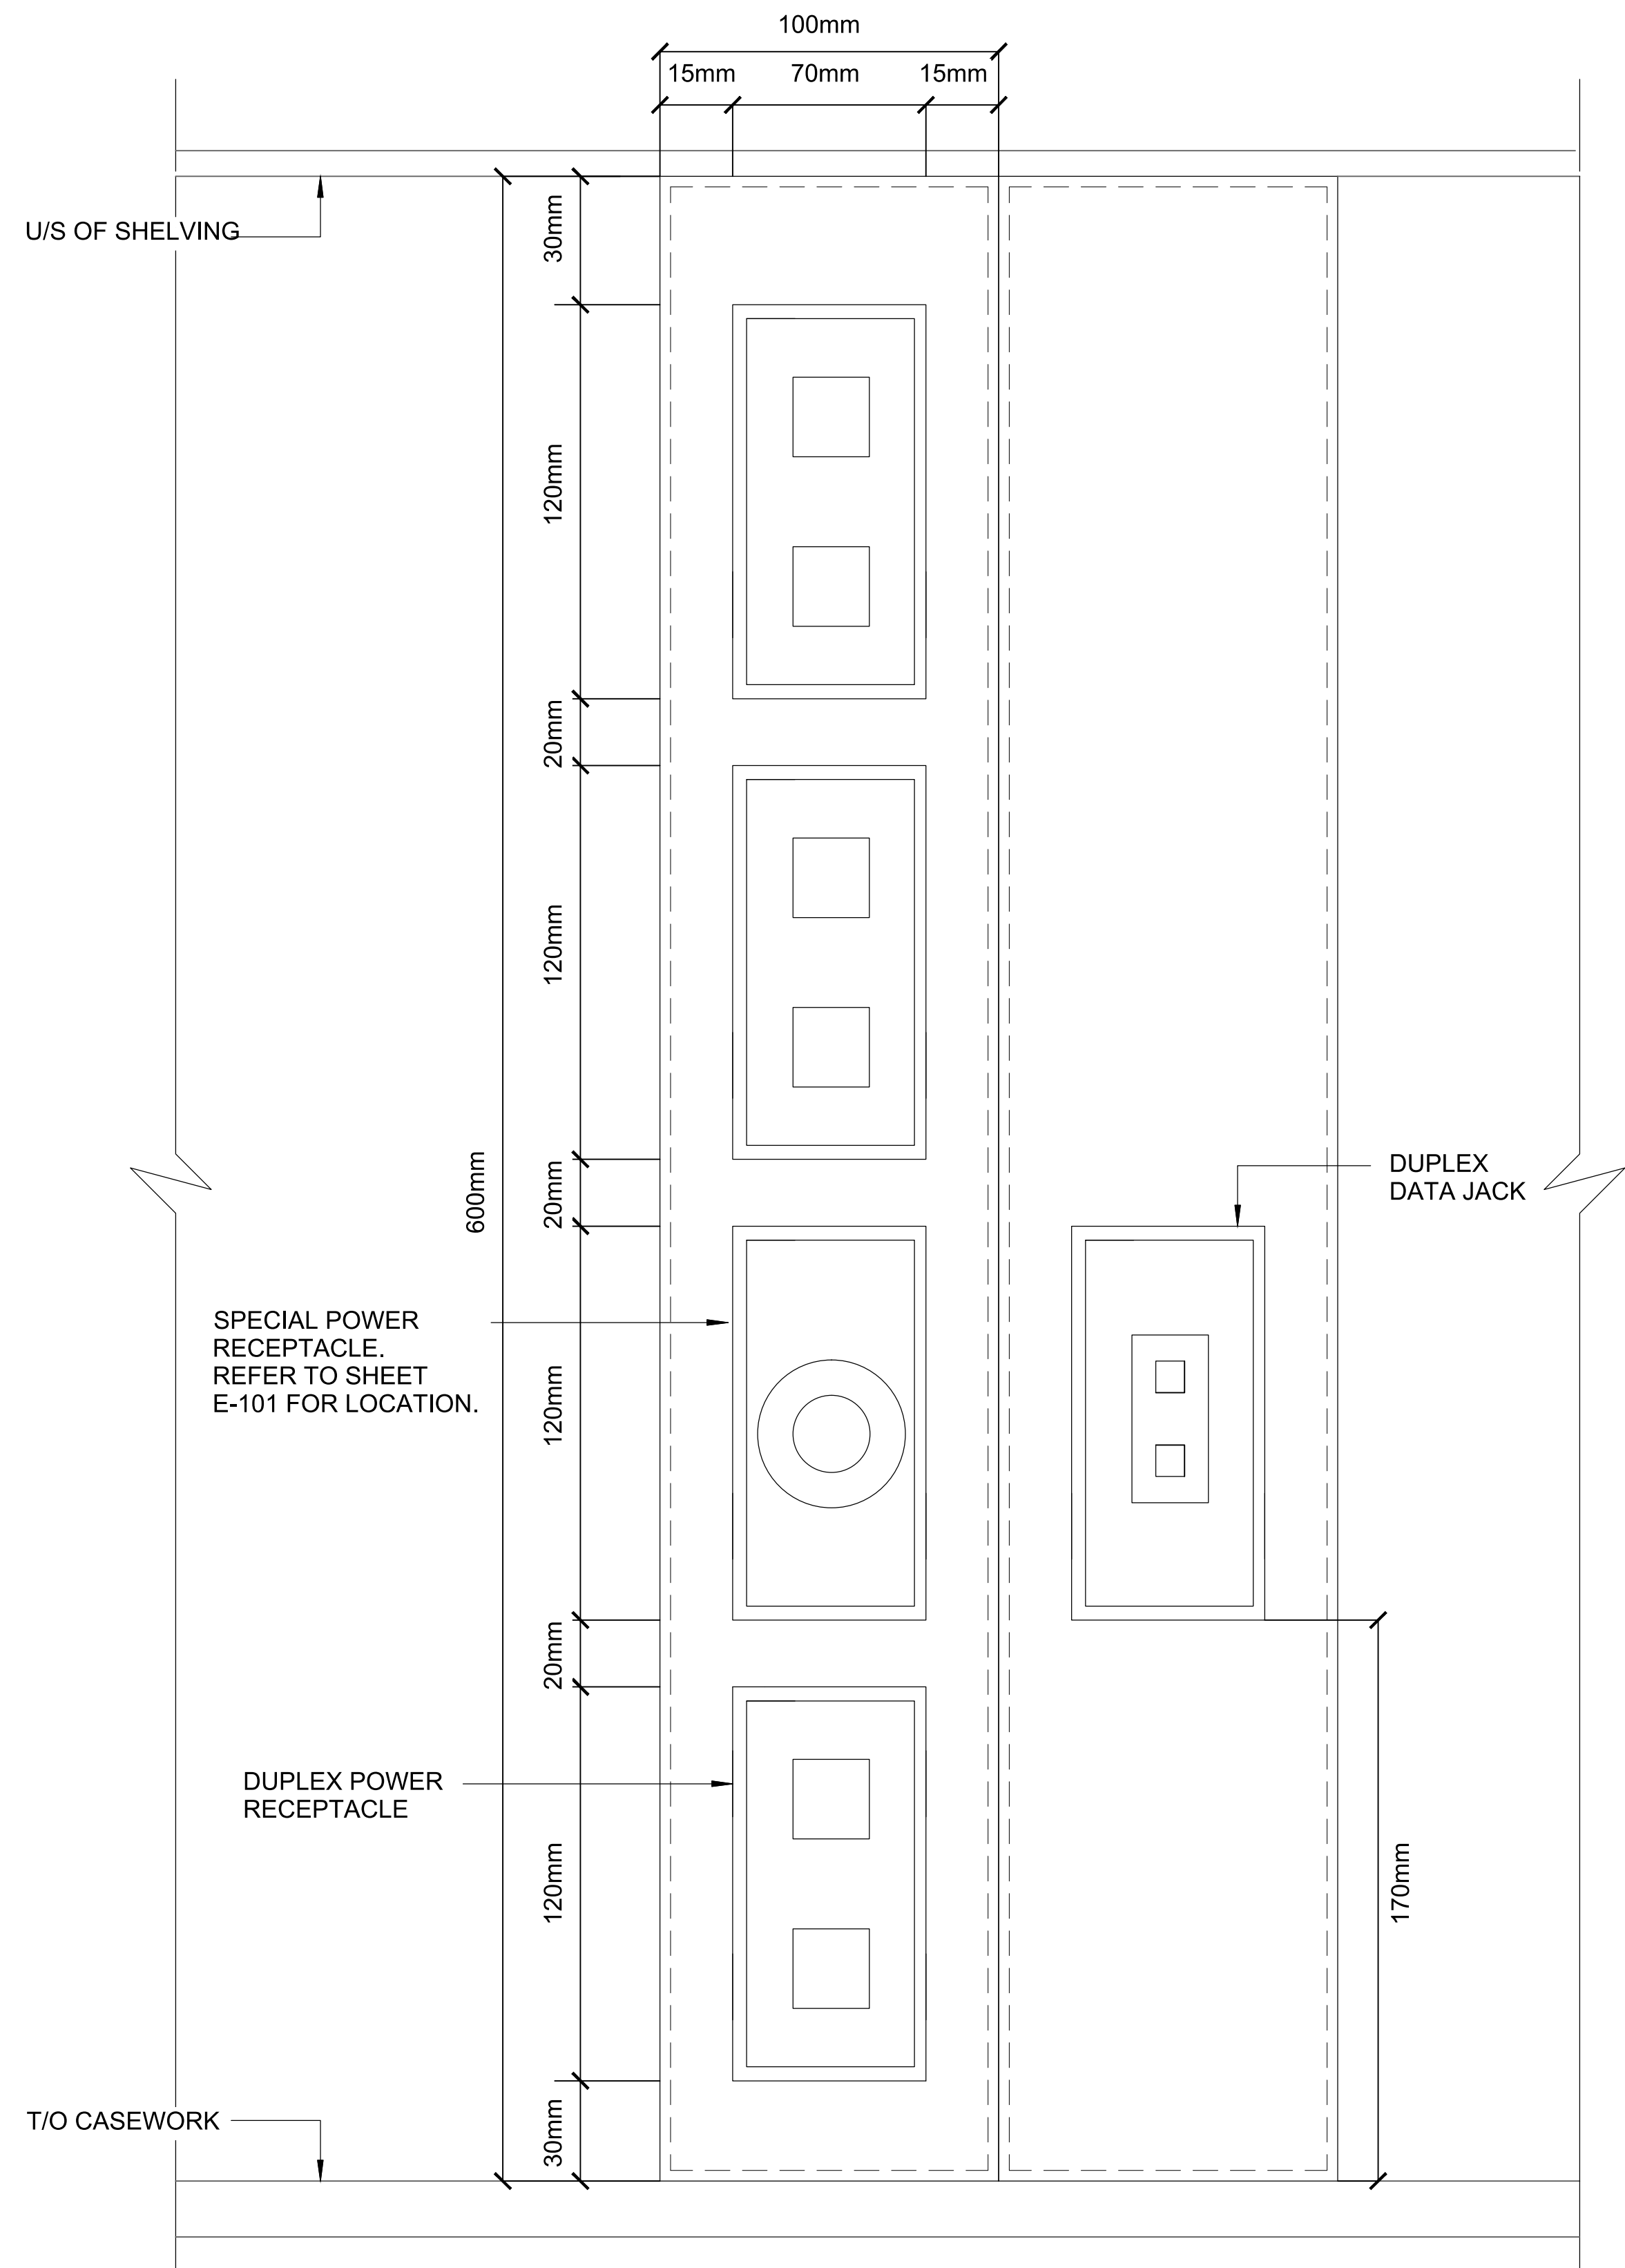 100mm
15mm 70mm 15mm
U/S OF SHELVING
30mm
120mm
20mm
120mm
600mm
20mm
DUPLEX
DATA JACK
SPECIAL POWER
RECEPTACLE.
REFER TO SHEET
E-101 FOR LOCATION.
120mm
20mm
DUPLEX POWER
RECEPTACLE
120mm
170mm
T/O CASEWORK
30mm